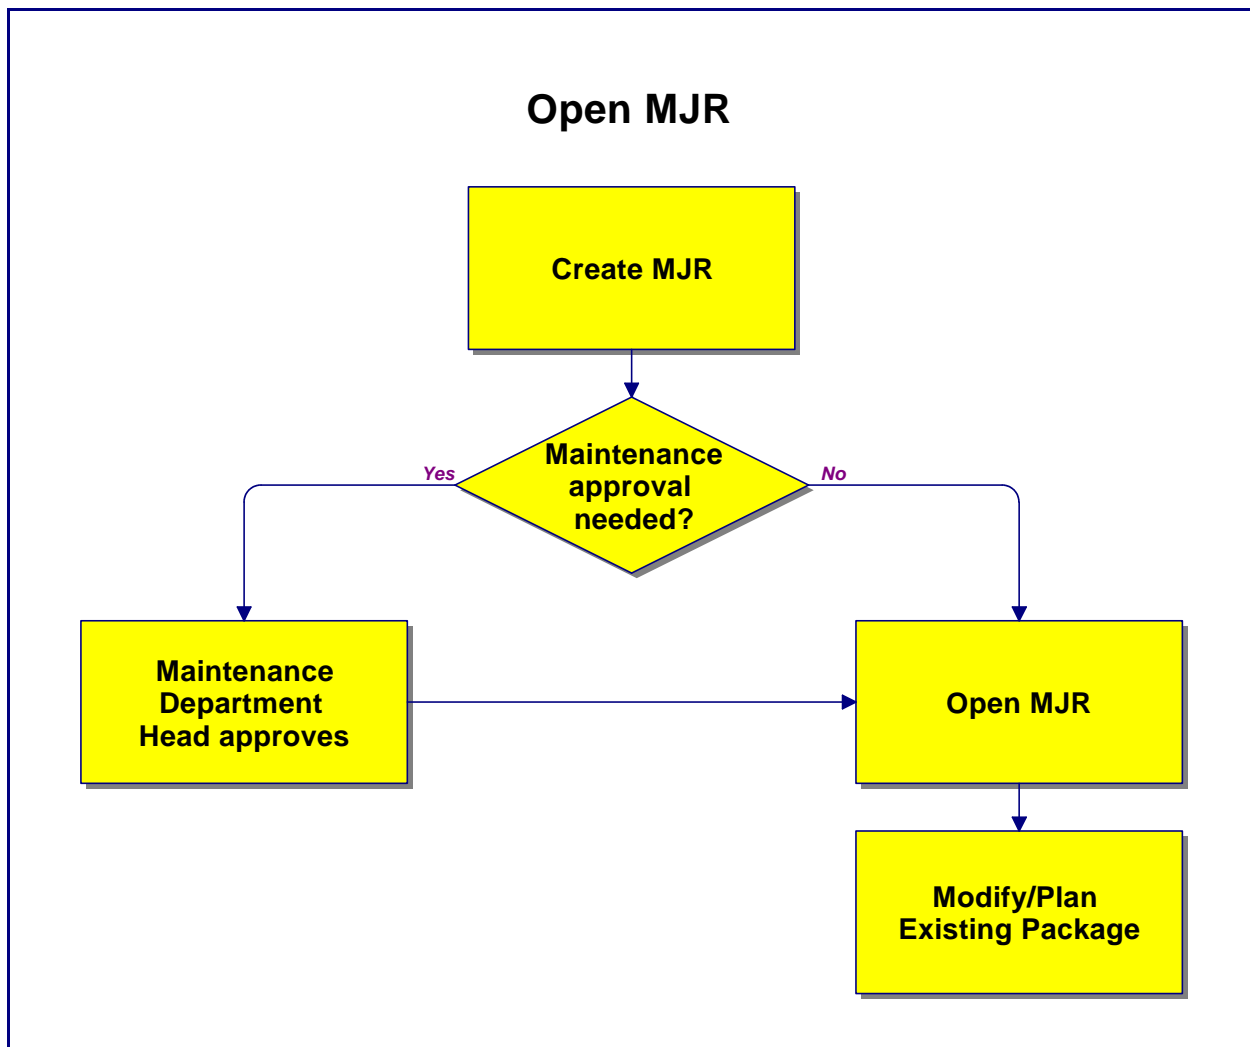 Open MJR
Create MJR
Maintenance
approval
needed?
Yes
No
Maintenance
Department
Head approves
Open MJR
Modify/Plan
Existing Package